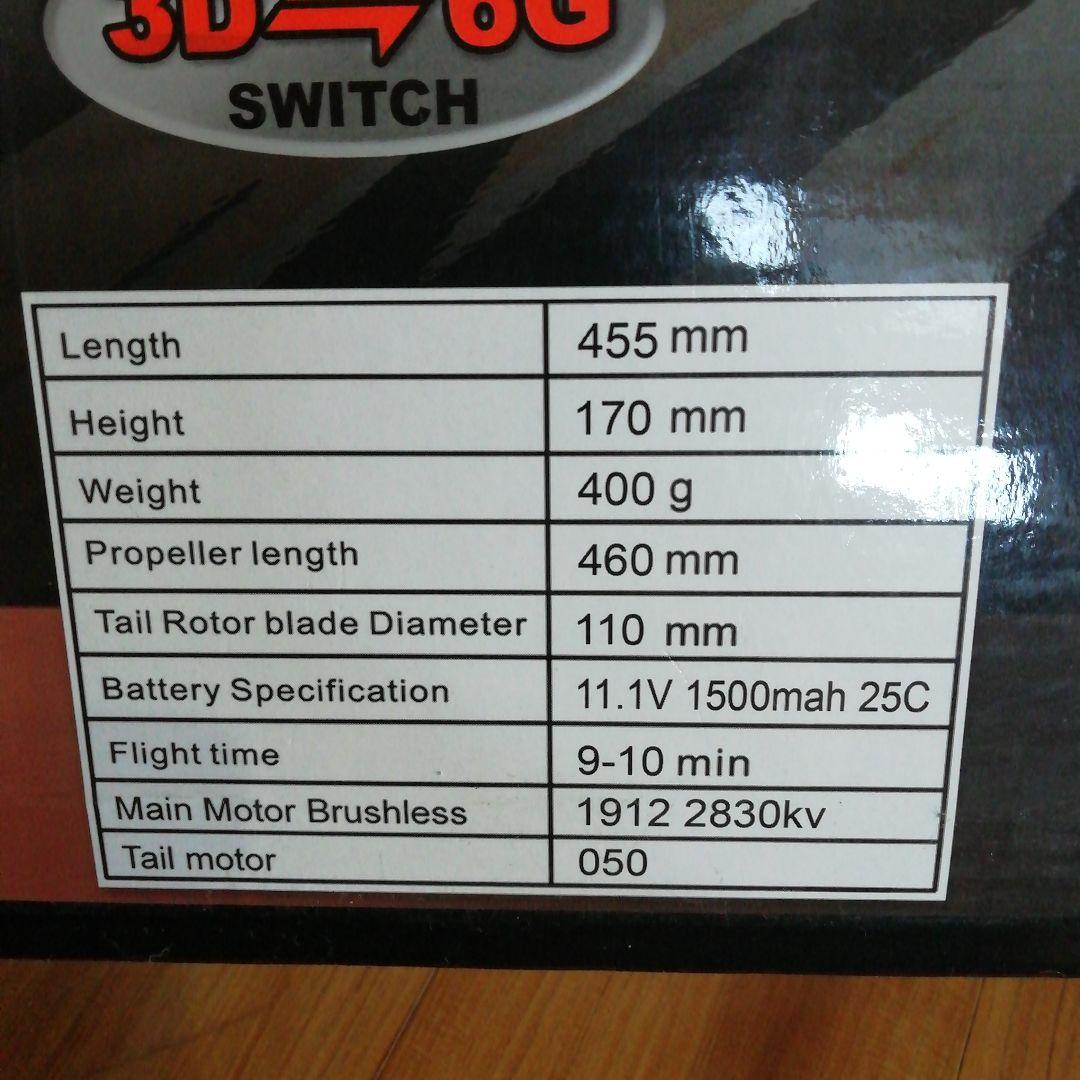 3D 6G
SWITCH
Length 455 mm
Height 170 mm
Weight 400 g
Propeller length 460 mm
Tail Rotor blade Diameter 110 mm
Battery Specification 11.1V 1500mah 25C
Flight time 9-10 min
Main Motor Brushless 1912 2830kv
Tail motor 050